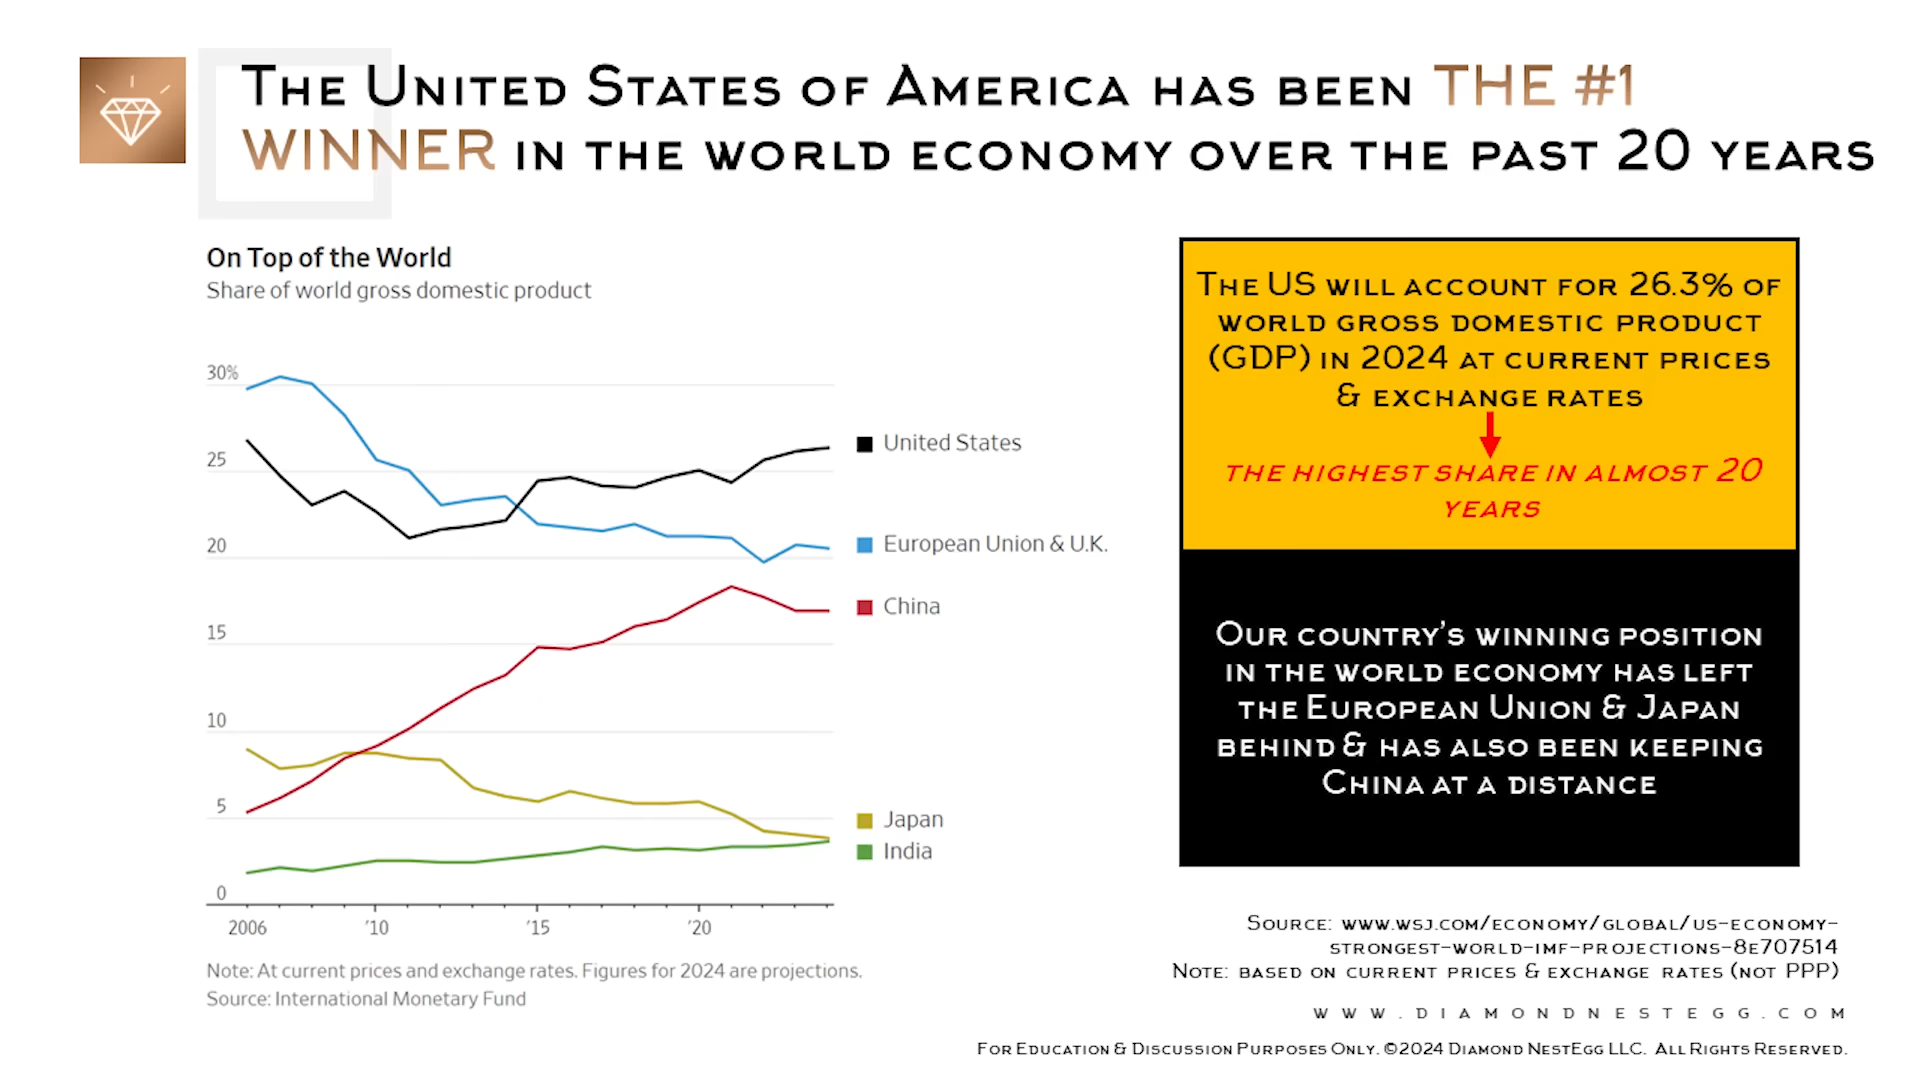 The United States of America has been THE #1
WINNER in the world economy over the past 20 years
On Top of the World
Share of world gross domestic product
30%
25
20
15
10
5
0
2006
'10
'15
'20
United States
European Union & U.K.
China
Japan
India
Note: At current prices and exchange rates. Figures for 2024 are projections.
Source: International Monetary Fund
The US will account for 26.3% of
world gross domestic product
(GDP) in 2024 at current prices
& exchange rates
the highest share in almost 20
years
Our country's winning position
in the world economy has left
the European Union & Japan
behind & has also been keeping
China at a distance
Source: www.wsj.com/economy/global/us-economy-
strongest-world-imf-projections-8e707514
Note: based on current prices & exchange rates (not PPP)
www.diamondnestegg.com
For Education & Discussion Purposes Only. ©2024 Diamond NestEgg LLC. All Rights Reserved.